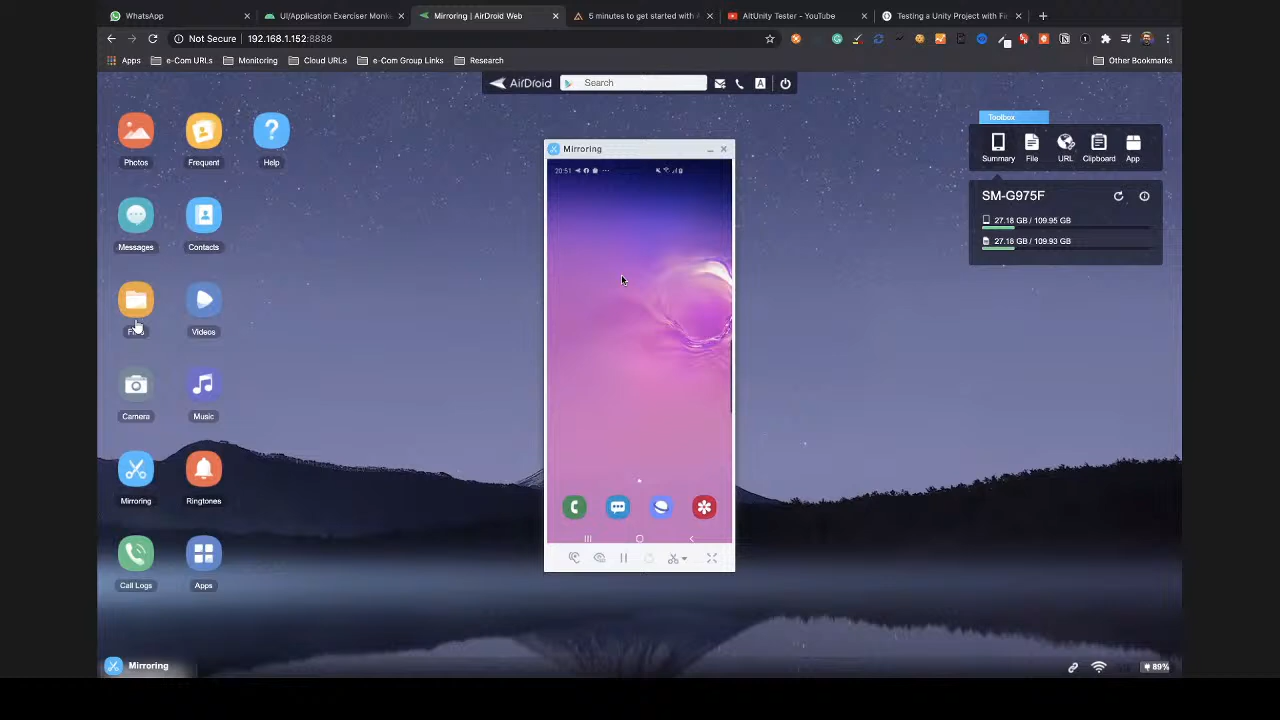 WhatsApp
UI/Application Exerciser Monke
Mirroring | AirDroid Web
5 minutes to get started with A
AltUnity Tester - YouTube
Testing a Unity Project with Fi
Not Secure | 192.168.1.152:8888
Apps
e-Com URLs
Monitoring
Cloud URLs
e-Com Group Links
Research
Other Bookmarks
AirDroid
Search
A
Toolbox
Photos
Frequent
Help
Mirroring
Summary
File
URL
Clipboard
App
20:51
SM-G975F
27.18 GB / 109.95 GB
27.18 GB / 109.93 GB
Messages
Contacts
Videos
Camera
Music
Mirroring
Ringtones
Call Logs
Apps
Mirroring
89%